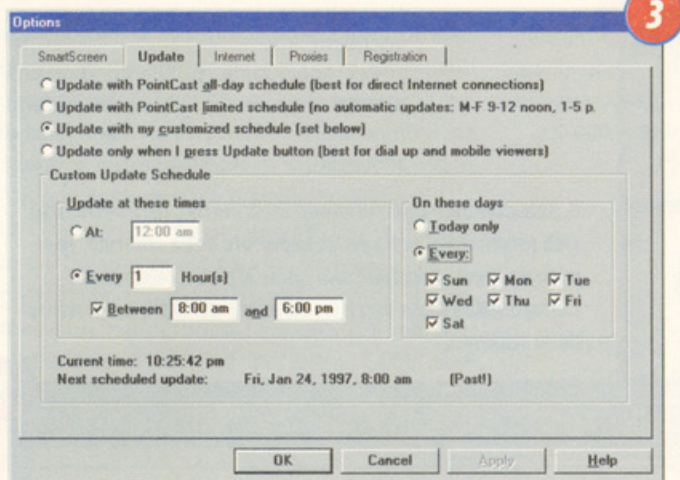 3
Options
SmartScreen Update Internet Proxies Registration
Update with PointCast all-day schedule (best for direct Internet connections)
Update with PointCast limited schedule (no automatic updates: M-F 9-12 noon, 1-5 p.
Update with my customized schedule (set below)
Update only when I press Update button (best for dial up and mobile viewers)
Custom Update Schedule
Update at these times
At: 12:00 am
Every 1 Hour(s)
Between 8:00 am and 6:00 pm
On these days
Today only
Every:
Sun Mon Tue
Wed Thu Fri
Sat
Current time: 10:25:42 pm
Next scheduled update: Fri, Jan 24, 1997, 8:00 am (Past!)
OK Cancel Apply Help